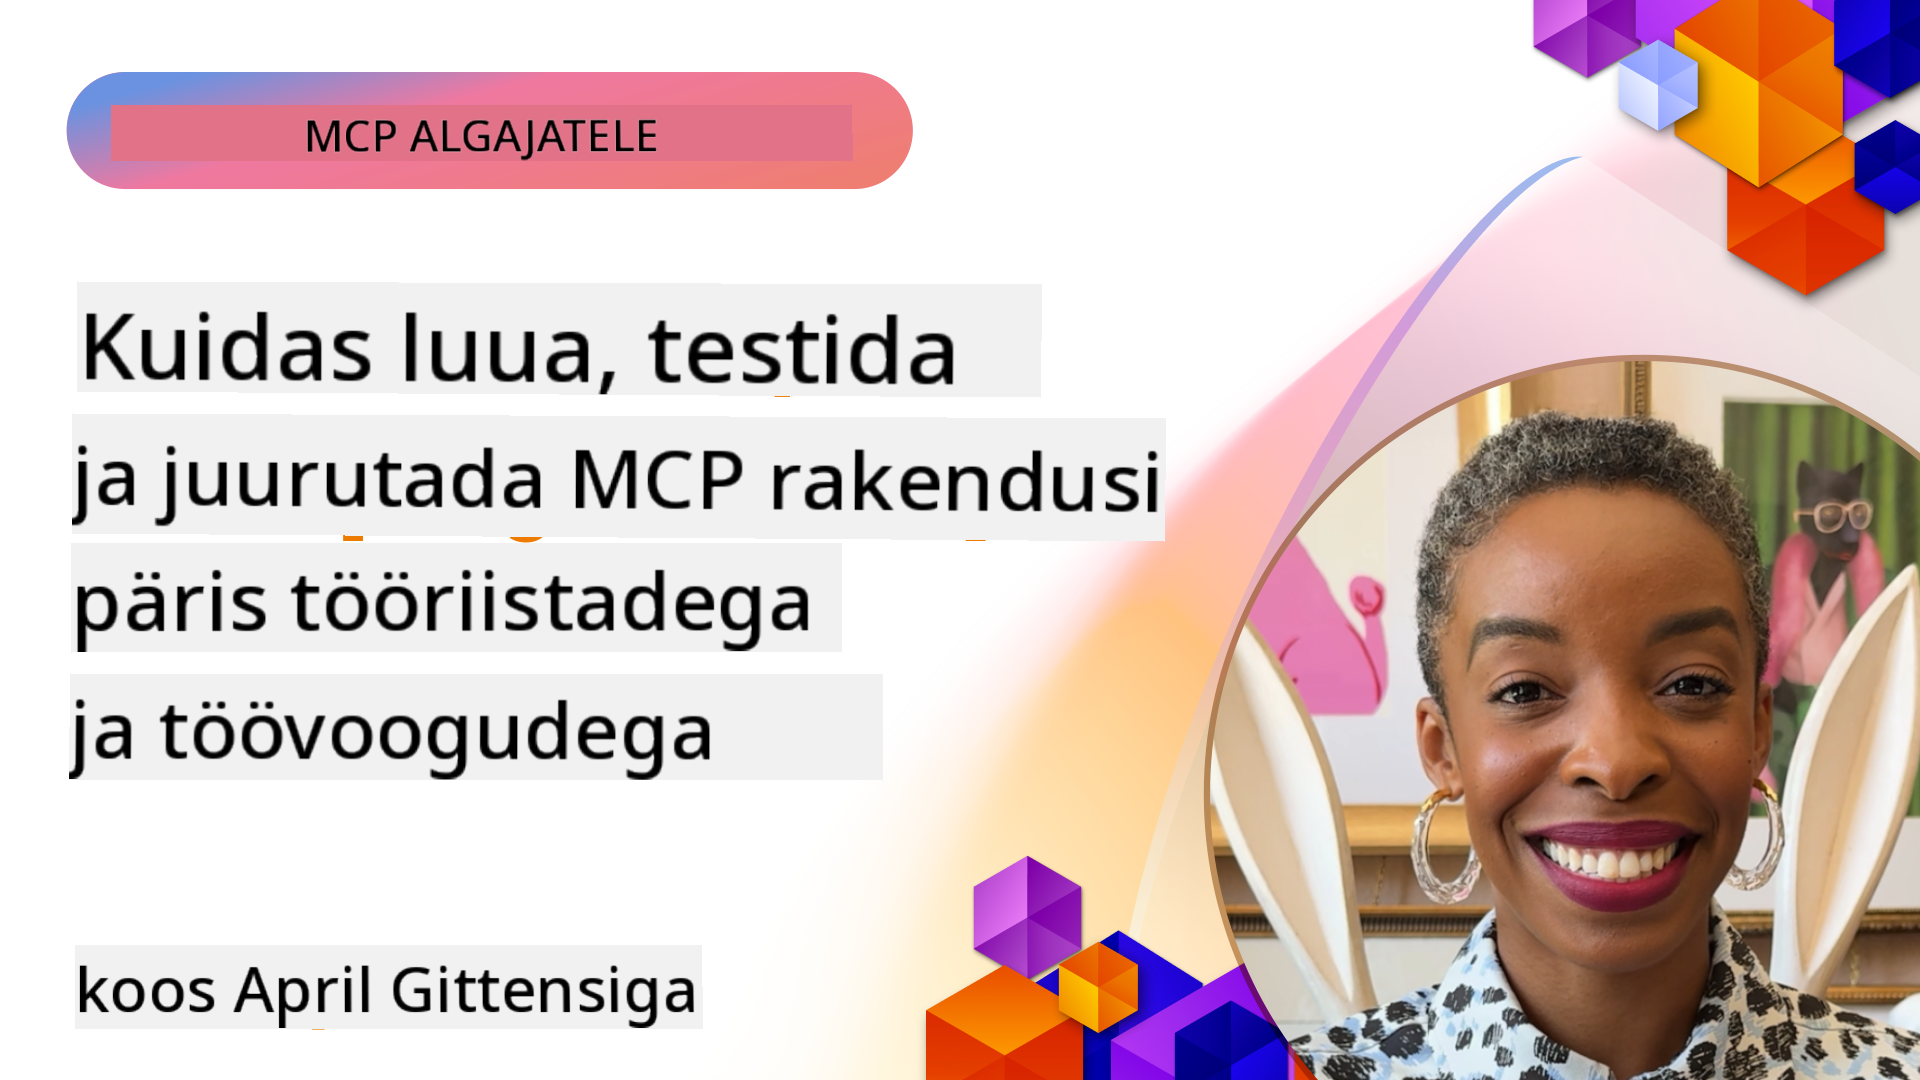 MCP ALGAJATELE
Kuidas luua, testida
ja juurutada MCP rakendusi
päris tööriistadega
ja töövoogudega
koos April Gittensiga